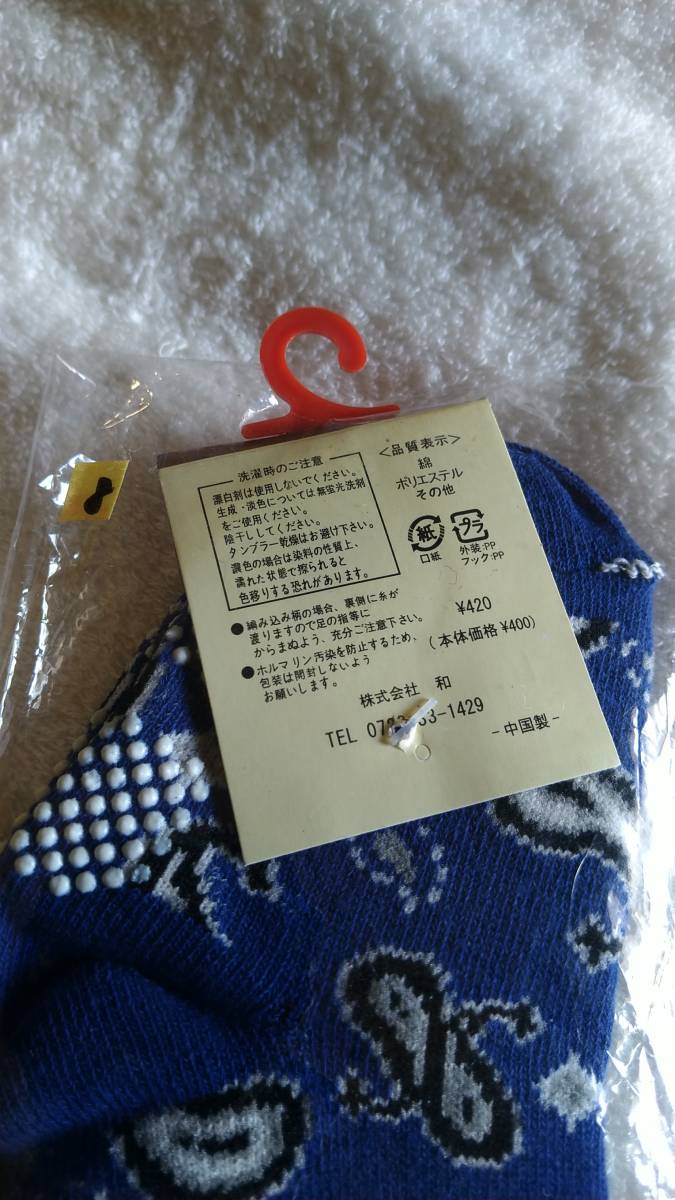 洗濯時のご注意
漂白剤は使用しないでください。
生成・淡色については無蛍光洗剤
をご使用ください。
陰干ししてください。
タンブラー乾燥はお避け下さい。
濃色の場合は染料の性質上、
濡れた状態で擦られると
色移りする恐れがあります。
●編み込み柄の場合、裏側に糸が
渡りますので足の指等に
からまぬよう、充分ご注意下さい。
●ホルマリン汚染を防止するため、
包装は開封しないよう
お願いします。
<品質表示>
綿
ポリエステル
その他
紙
口紙
プラ
外装:PP
フック:PP
¥420
(本体価格¥400)
株式会社 和
TEL
-中国製-